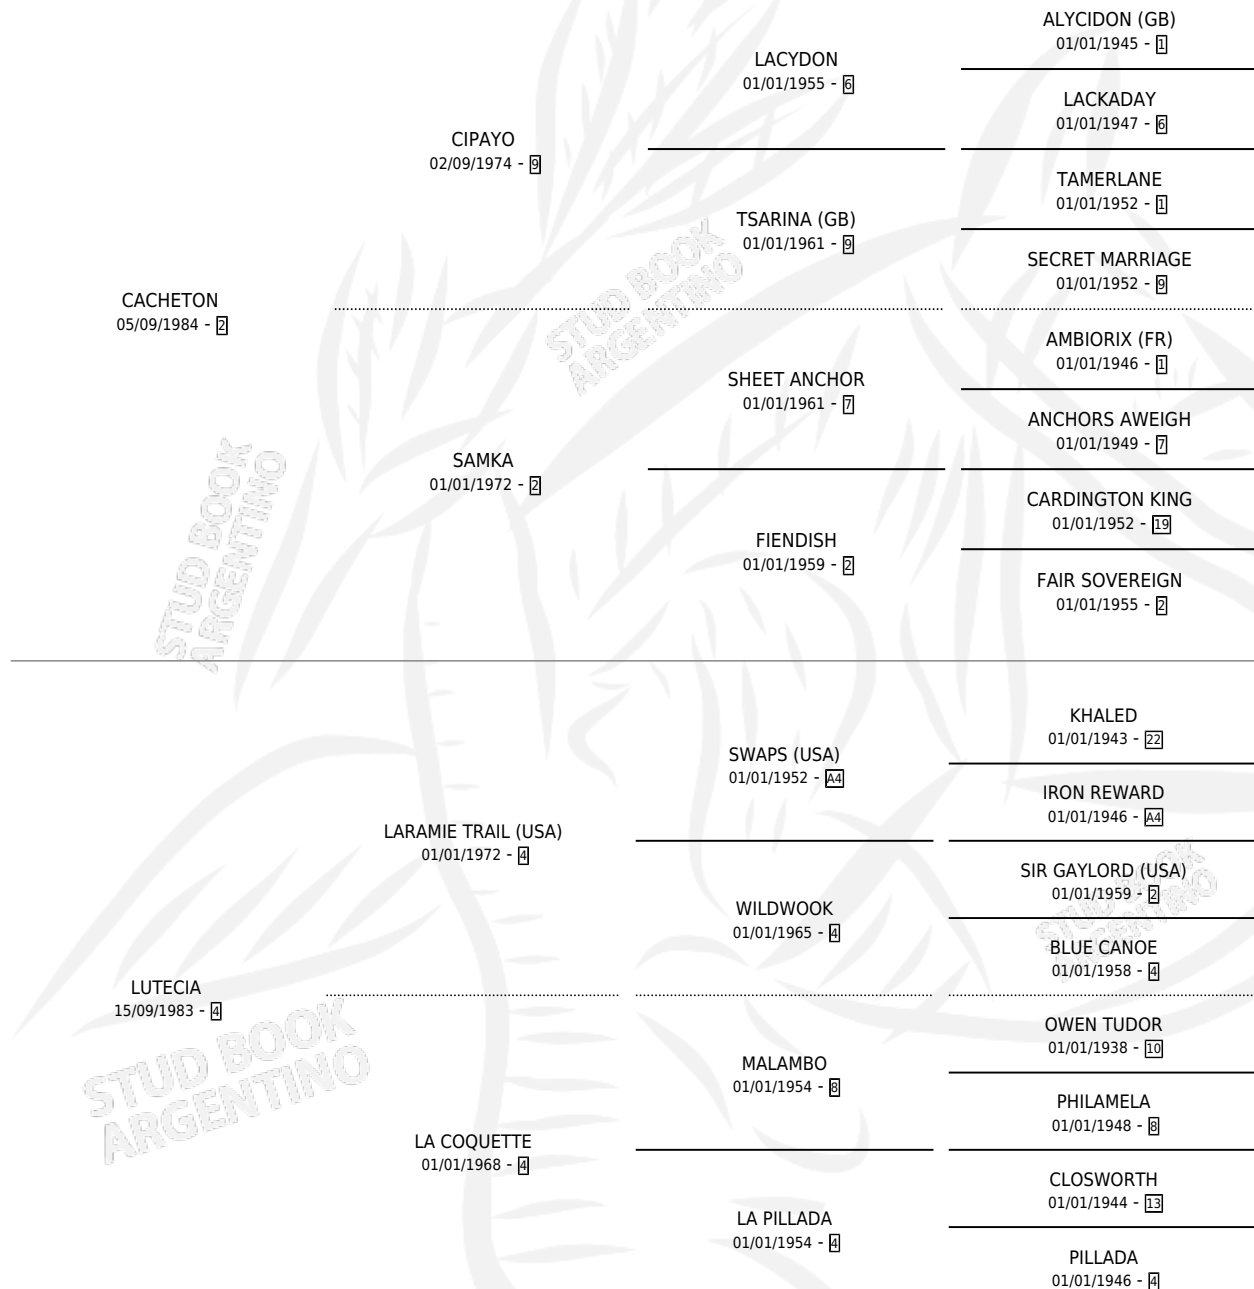 ALYCIDON (GB)
01/01/1945 - 1
LACYDON
01/01/1955 - 6
LACKADAY
01/01/1947 - 6
CIPAYO
02/09/1974 - 9
TAMERLANE
01/01/1952 - 1
TSARINA (GB)
01/01/1961 - 9
SECRET MARRIAGE
01/01/1952 - 9
CACHETON
05/09/1984 - 2
STUD BOOK
ARGENTINO
AMBIORIX (FR)
01/01/1946 - 1
SHEET ANCHOR
01/01/1961 - 7
ANCHORS AWEIGH
01/01/1949 - 7
SAMKA
01/01/1972 - 2
CARDINGTON KING
01/01/1952 - 19
FIENDISH
01/01/1959 - 2
FAIR SOVEREIGN
01/01/1955 - 2
STUD BOOK
ARGENTINO
KHALED
01/01/1943 - 22
SWAPS (USA)
01/01/1952 - A4
IRON REWARD
01/01/1946 - A4
LARAMIE TRAIL (USA)
01/01/1972 - 4
SIR GAYLORD (USA)
01/01/1959 - 2
WILDWOOK
01/01/1965 - 4
STUD BOOK
ARGENTINO
BLUE CANOE
01/01/1958 - 4
LUTECIA
15/09/1983 - 4
OWEN TUDOR
01/01/1938 - 10
MALAMBO
01/01/1954 - 8
STUD BOOK
ARGENTINO
PHILAMELA
01/01/1948 - 8
LA COQUETTE
01/01/1968 - 4
CLOSWORTH
01/01/1944 - 13
LA PILLADA
01/01/1954 - 4
PILLADA
01/01/1946 - 4